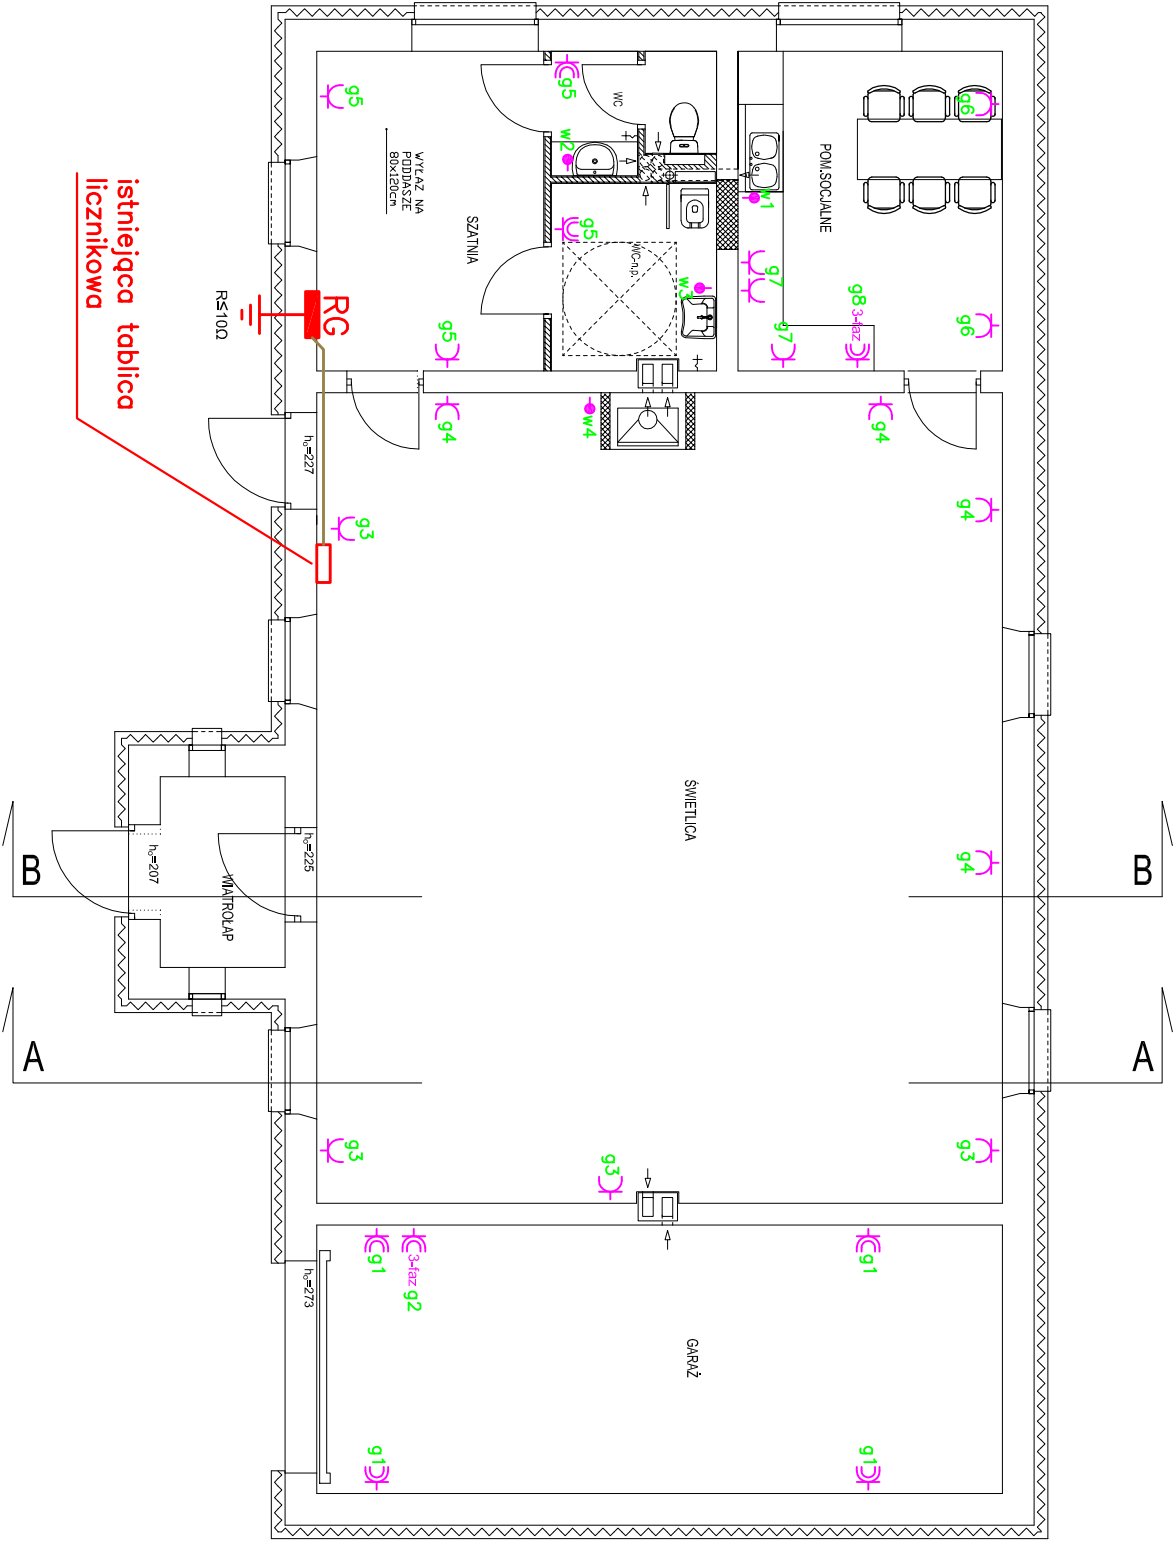 g5
g5
WC
g6
w2
WYŁAZ NA
PODDASZE
80x120cm
POM.SOCJALNE
w1
SZATNIA
g5
WC-n.p.
g7
w3
istniejąca tablica
licznikowa
R≤10Ω
RG
g5
g7
g8 3-faz
g6
g4
w4
g4
h₀=227
g3
g4
ŚWIETLICA
h₀=207
h₀=225
WIATROŁAP
g4
B
B
A
A
g3
g3
g3
g1
3-faz g2
g1
h₀=273
GARAŻ
g1
g1